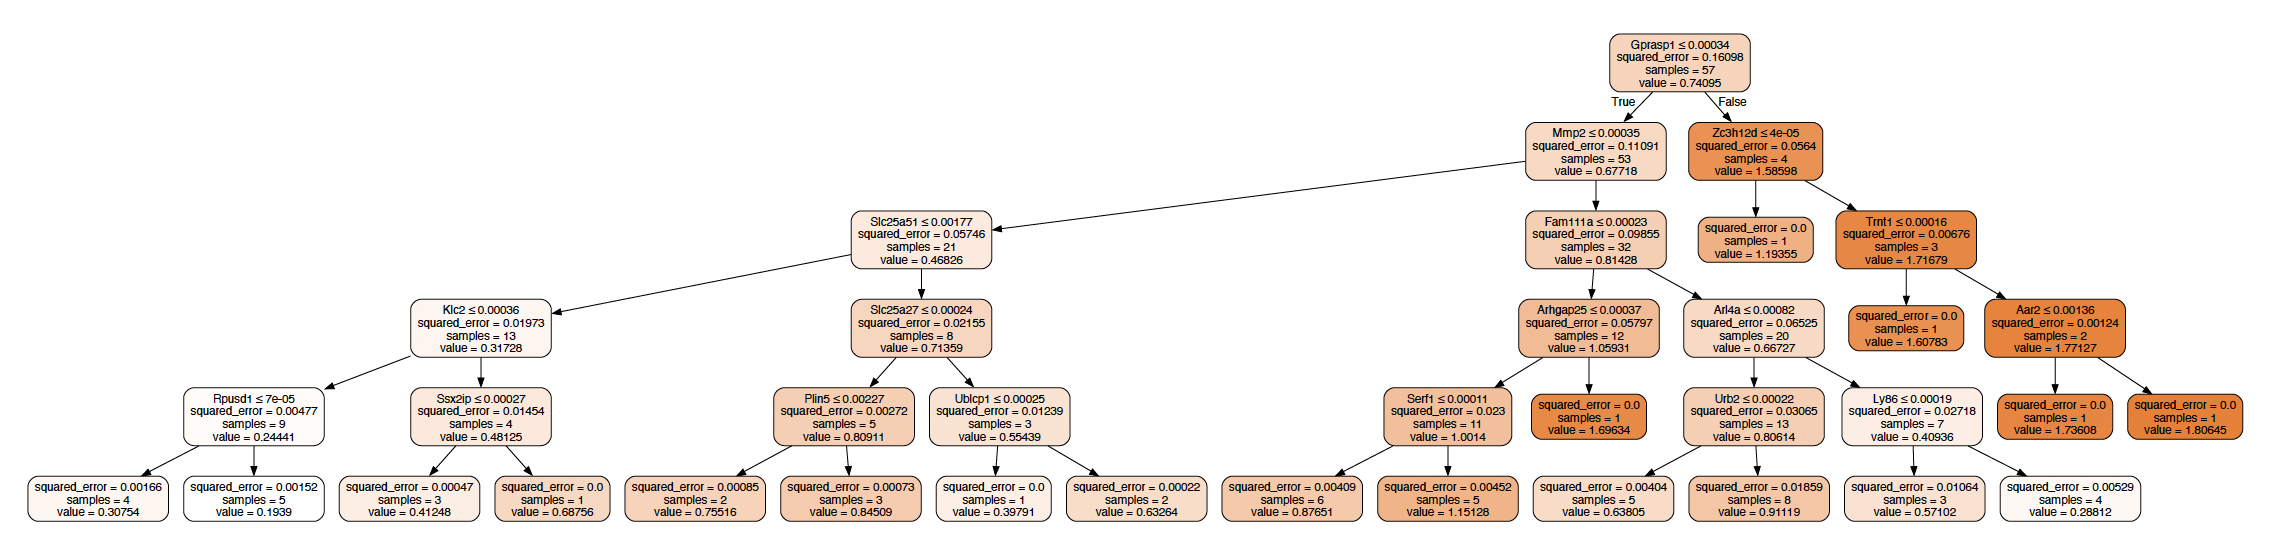 Gprasp1 ≤ 0.00034
squared_error = 0.16098
samples = 57
value = 0.74095
True
False
Mmp2 ≤ 0.00035
squared_error = 0.11091
samples = 53
value = 0.67718
Zc3h12d ≤ 4e-05
squared_error = 0.0564
samples = 4
value = 1.58598
Slc25a51 ≤ 0.00177
squared_error = 0.05746
samples = 21
value = 0.46826
Fam111a ≤ 0.00023
squared_error = 0.09855
samples = 32
value = 0.81428
squared_error = 0.0
samples = 1
value = 1.19355
Trnt1 ≤ 0.00016
squared_error = 0.00676
samples = 3
value = 1.71679
Klc2 ≤ 0.00036
squared_error = 0.01973
samples = 13
value = 0.31728
Slc25a27 ≤ 0.00024
squared_error = 0.02155
samples = 8
value = 0.71359
Arhgap25 ≤ 0.00037
squared_error = 0.05797
samples = 12
value = 1.05931
Arl4a ≤ 0.00082
squared_error = 0.06525
samples = 20
value = 0.66727
squared_error = 0.0
samples = 1
value = 1.60783
Aar2 ≤ 0.00136
squared_error = 0.00124
samples = 2
value = 1.77127
Rpusd1 ≤ 7e-05
squared_error = 0.00477
samples = 9
value = 0.24441
Ssx2ip ≤ 0.00027
squared_error = 0.01454
samples = 4
value = 0.48125
Plin5 ≤ 0.00227
squared_error = 0.00272
samples = 5
value = 0.80911
Ublcp1 ≤ 0.00025
squared_error = 0.01239
samples = 3
value = 0.55439
Serf1 ≤ 0.00011
squared_error = 0.023
samples = 11
value = 1.0014
squared_error = 0.0
samples = 1
value = 1.69634
Urb2 ≤ 0.00022
squared_error = 0.03065
samples = 13
value = 0.80614
Ly86 ≤ 0.00019
squared_error = 0.02718
samples = 7
value = 0.40936
squared_error = 0.0
samples = 1
value = 1.73608
squared_error = 0.0
samples = 1
value = 1.80645
squared_error = 0.00166
samples = 4
value = 0.30754
squared_error = 0.00152
samples = 5
value = 0.1939
squared_error = 0.00047
samples = 3
value = 0.41248
squared_error = 0.0
samples = 1
value = 0.68756
squared_error = 0.00085
samples = 2
value = 0.75516
squared_error = 0.00073
samples = 3
value = 0.84509
squared_error = 0.0
samples = 1
value = 0.39791
squared_error = 0.00022
samples = 2
value = 0.63264
squared_error = 0.00409
samples = 6
value = 0.87651
squared_error = 0.00452
samples = 5
value = 1.15128
squared_error = 0.00404
samples = 5
value = 0.63805
squared_error = 0.01859
samples = 8
value = 0.91119
squared_error = 0.01064
samples = 3
value = 0.57102
squared_error = 0.00529
samples = 4
value = 0.28812